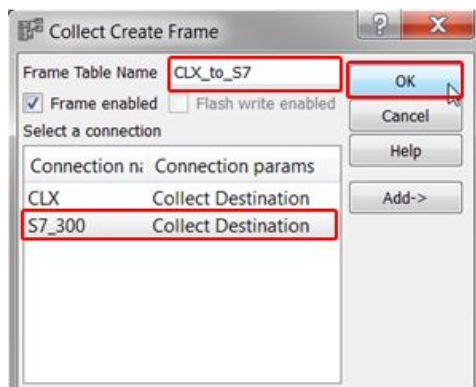 Collect Create Frame
Frame Table Name CLX_to_S7
OK
Frame enabled Flash write enabled
Cancel
Select a connection
Help
Connection na Connection params
CLX Collect Destination
Add->
S7_300 Collect Destination